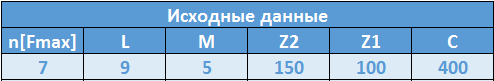 Исходные данные
n[Fmax] L M Z2 Z1 C
7 9 5 150 100 400